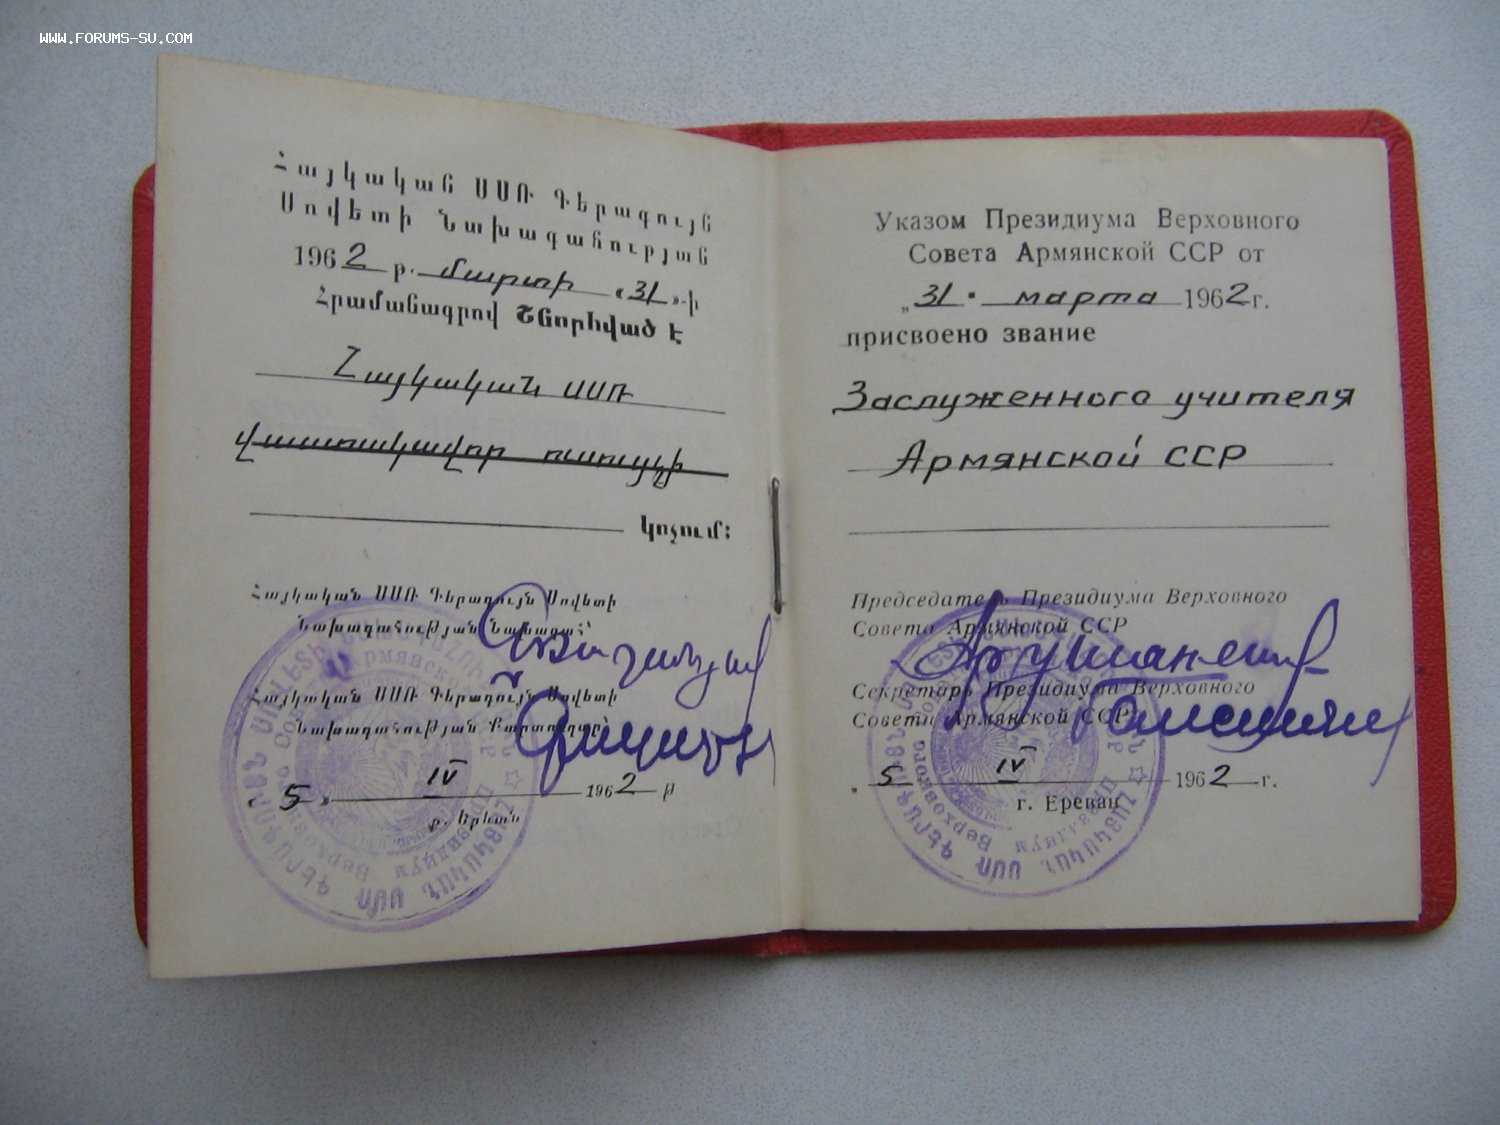 WWW.FORUMS-SU.COM
Հայկական ՍՍՌ Գերագույն
Սովետի Նախագահության
1962 թ. մարտի «31»-ի
Հրամանագրով Շնորհված է
Հայկական ՍՍՌ
վաստակավոր ուսուցչի
կոչում։
Հայկական ՍՍՌ Գերագույն Սովետի
Նախագահության Նախագահ՝
Հայկական ՍՍՌ Գերագույն Սովետի
Նախագահության Քարտուղար՝
«5» IV 1962 թ
ք. Երևան
Указом Президиума Верховного
Совета Армянской ССР от
„31" марта 1962 г.
присвоено звание
Заслуженного учителя
Армянской ССР
Председатель Президиума Верховного
Совета Армянской ССР
Секретарь Президиума Верховного
Совета Армянской ССР
„5 IV 1962 г.
г. Ереван